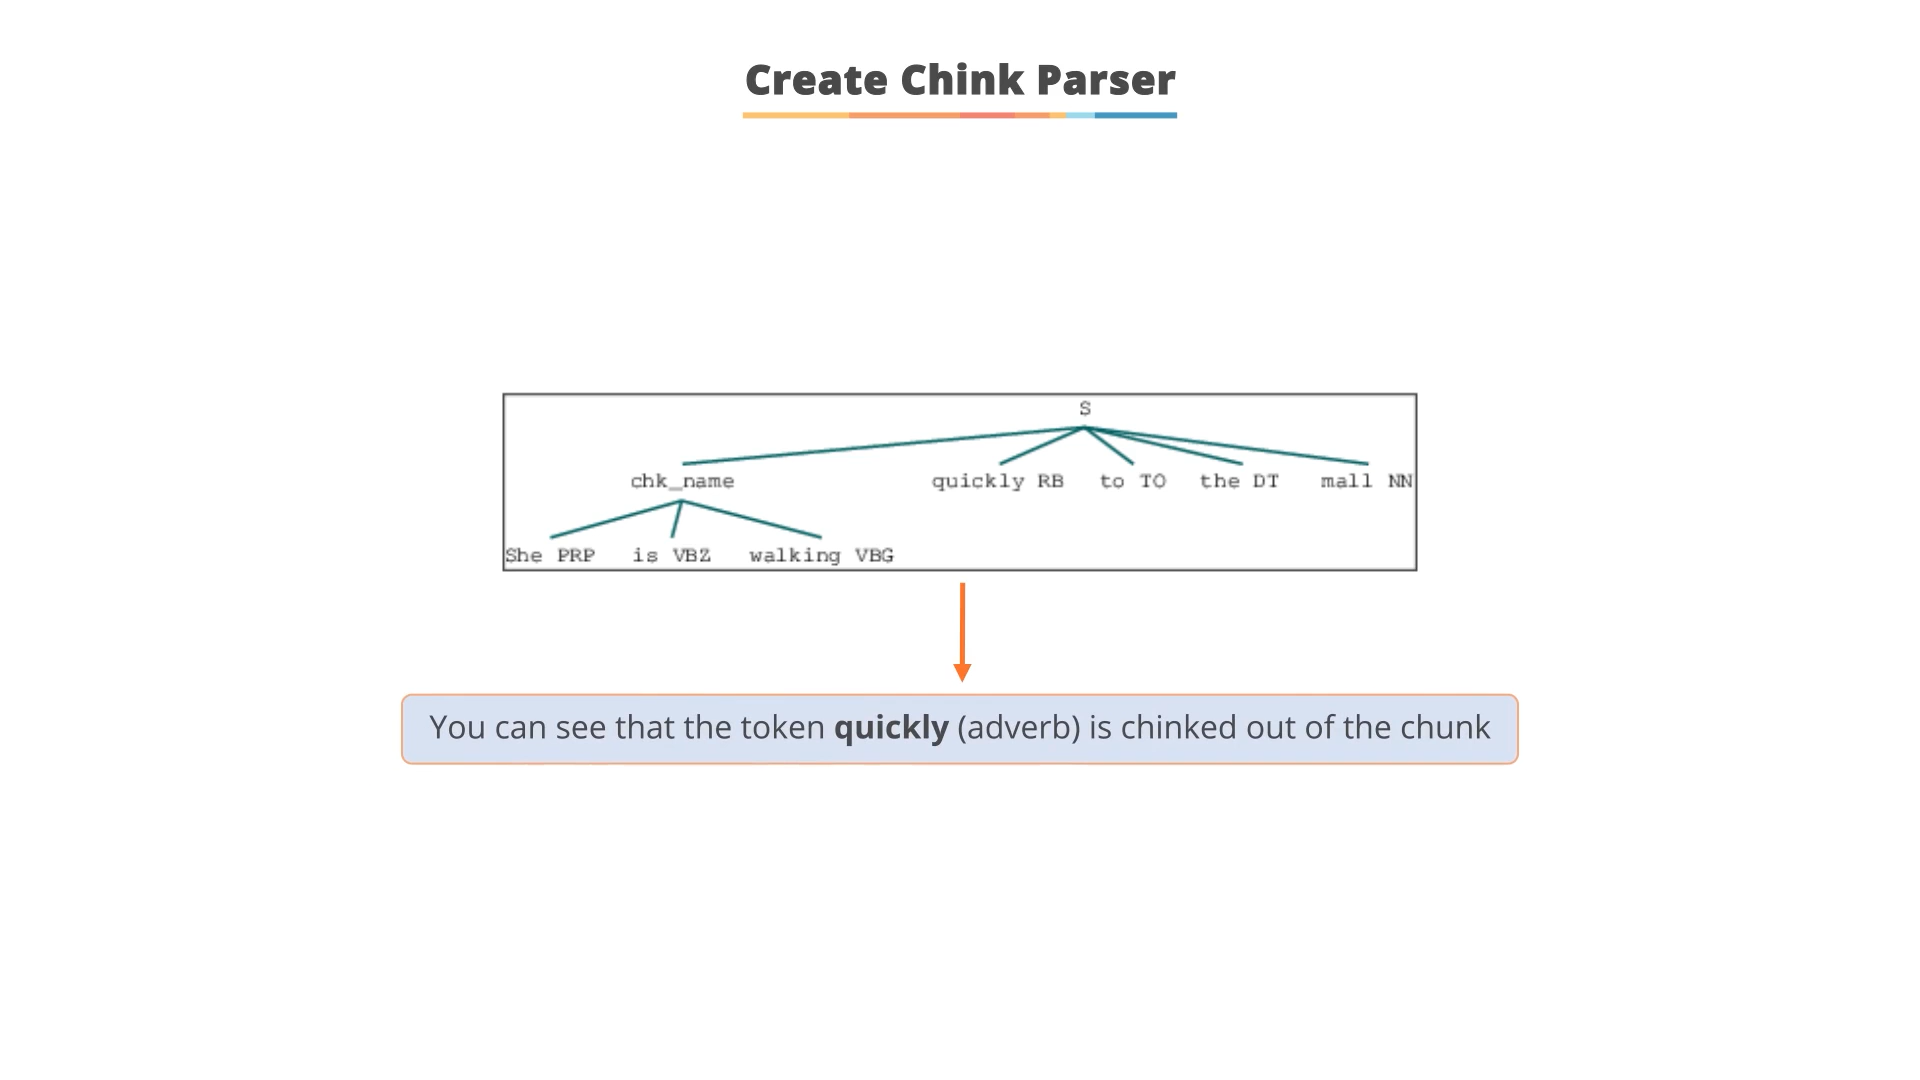 Create Chink Parser
S
chk_name quickly RB to TO the DT mall NN
She PRP is VBZ walking VBG
You can see that the token quickly (adverb) is chinked out of the chunk